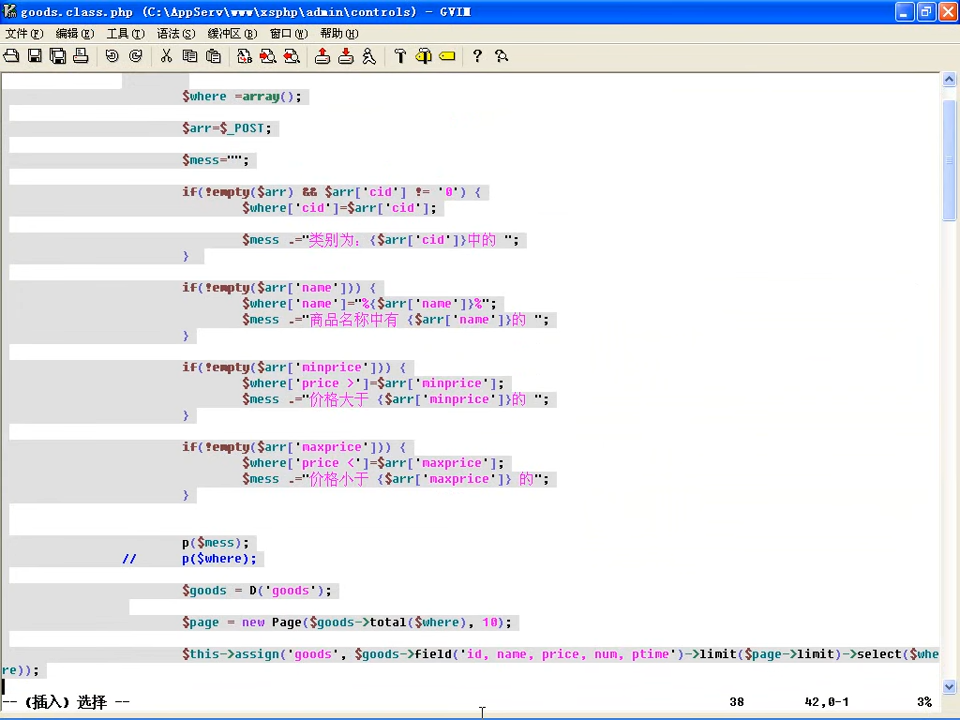 goods.class.php (C:\AppServ\www\xsphp\admin\controls) - GVIM
文件(F) 编辑(E) 工具(T) 语法(S) 缓冲区(B) 窗口(W) 帮助(H)
$where =array();
$arr=$_POST;
$mess="";
if(!empty($arr) && $arr['cid'] != '0') {
$where['cid']=$arr['cid'];
$mess .="类别为: {$arr['cid']}中的 ";
}
if(!empty($arr['name'])) {
$where['name']="%{$arr['name']}%";
$mess .="商品名称中有 {$arr['name']}的 ";
}
if(!empty($arr['minprice'])) {
$where['price >']=$arr['minprice'];
$mess .="价格大于 {$arr['minprice']}的 ";
}
if(!empty($arr['maxprice'])) {
$where['price <']=$arr['maxprice'];
$mess .="价格小于 {$arr['maxprice']} 的";
}
p($mess);
// p($where);
$goods = D('goods');
$page = new Page($goods->total($where), 10);
$this->assign('goods', $goods->field('id, name, price, num, ptime')->limit($page->limit)->select($whe
re));
-- (插入) 选择 -- 38 42,0-1 3%